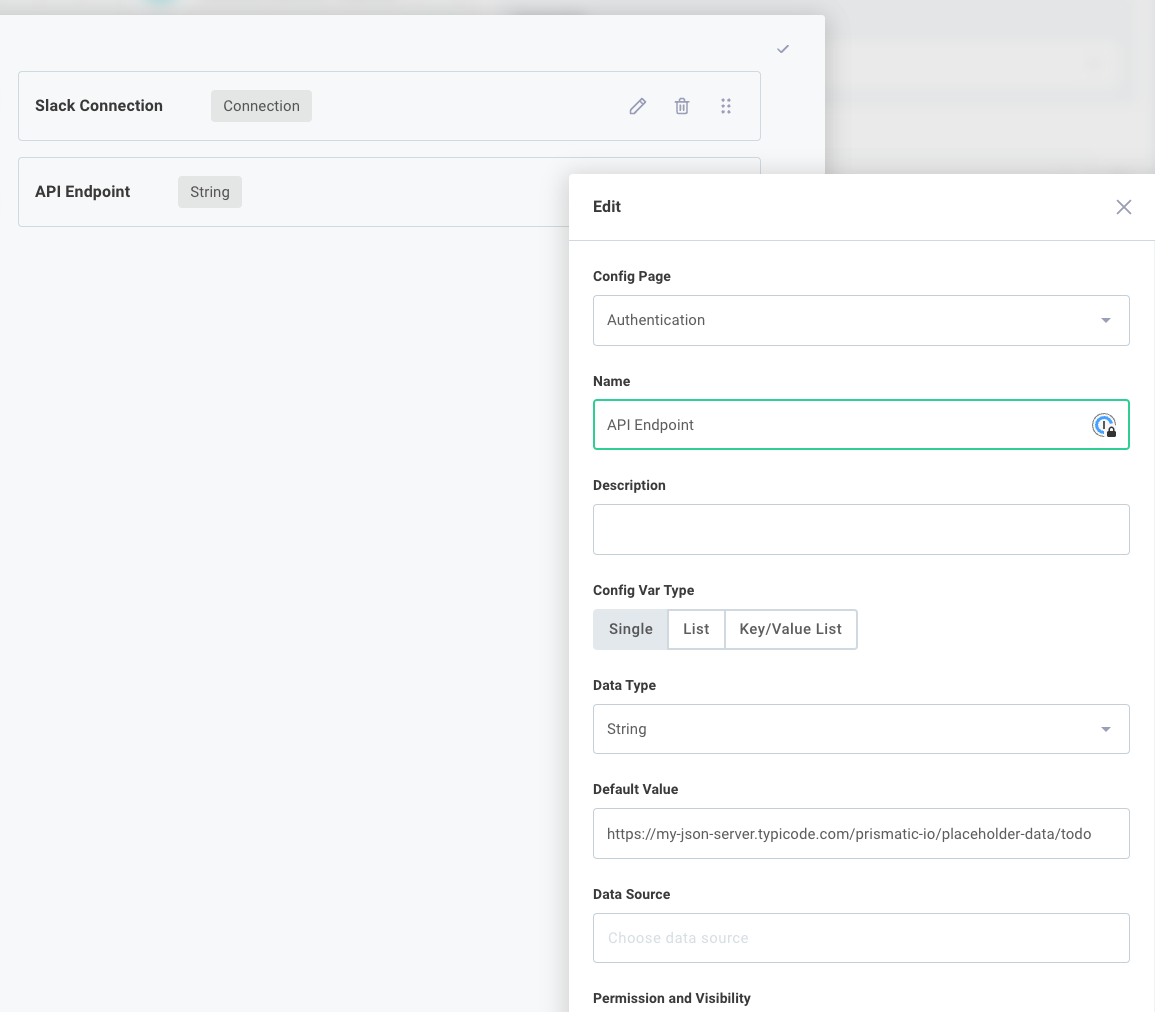 Slack Connection Connection
API Endpoint String
Edit
Config Page
Authentication
Name
API Endpoint
Description
Config Var Type
Single List Key/Value List
Data Type
String
Default Value
https://my-json-server.typicode.com/prismatic-io/placeholder-data/todo
Data Source
Choose data source
Permission and Visibility